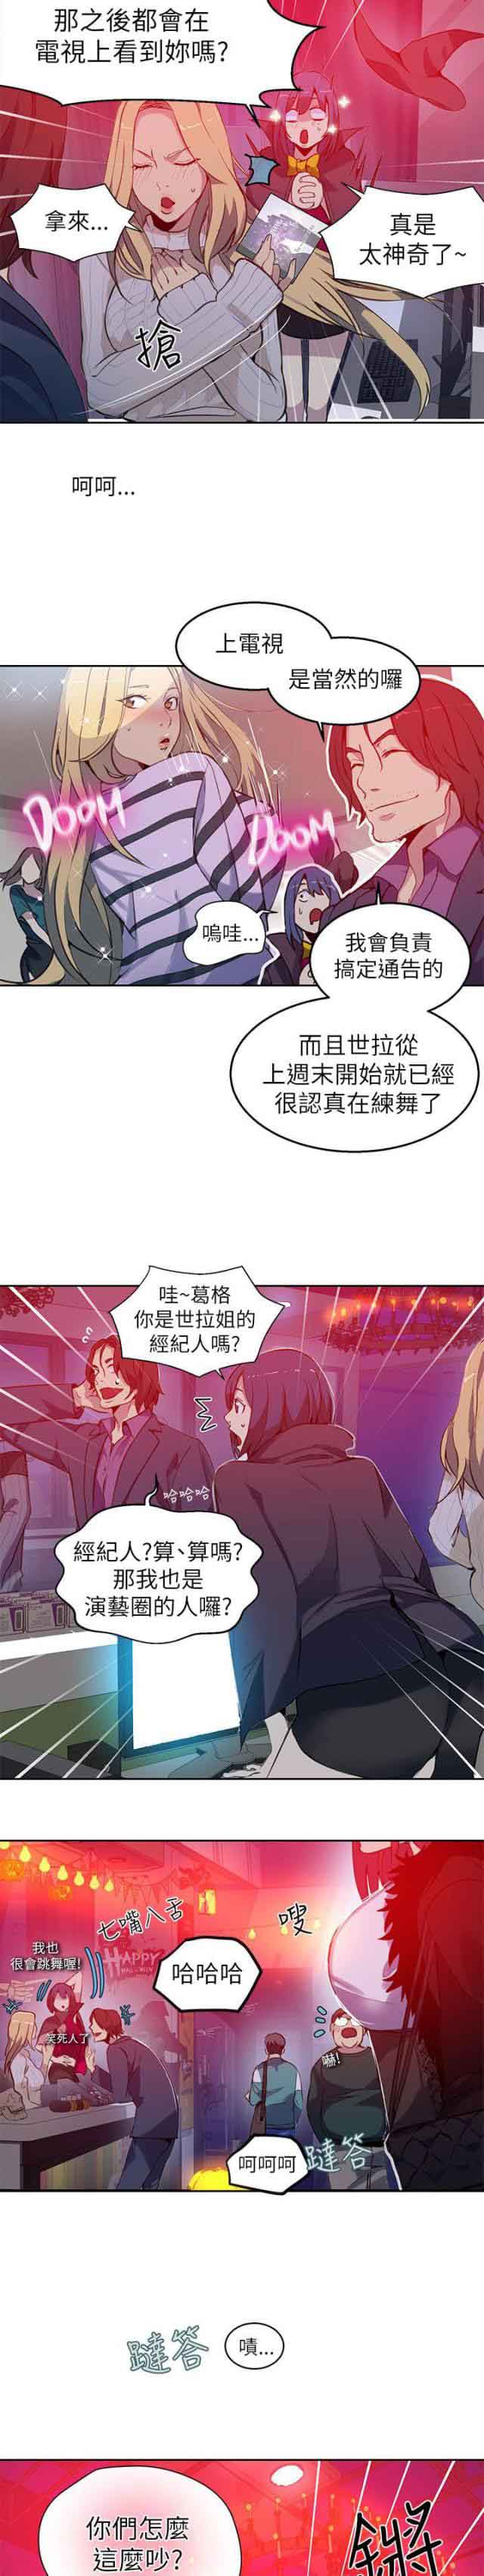 那之後都會在
電視上看到妳嗎?
拿來...
真是
太神奇了~
搶
呵呵...
上電視
是當然的囉
DOOM
DOOM
嗚哇...
我會負責
搞定通告的
而且世拉從
上週末開始就已經
很認真在練舞了
哇~葛格
你是世拉姐的
經紀人嗎?
哈哈哈
經紀人?算、算嗎?
那我也是
演藝圈的人囉?
七嘴八舌
嗖
我也
很會跳舞喔!
HAPPY
哈哈哈
笑死人了
嚇!
呵呵呵
躂答
躂答
嘖...
你們怎麼
這麼吵?
鏘